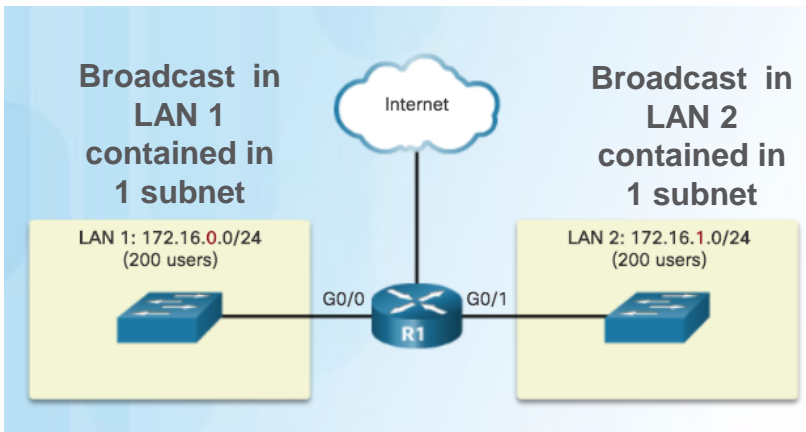 Broadcast in
LAN 1
contained in
1 subnet
Internet
Broadcast in
LAN 2
contained in
1 subnet
LAN 1: 172.16.0.0/24
(200 users)
G0/0
R1
G0/1
LAN 2: 172.16.1.0/24
(200 users)